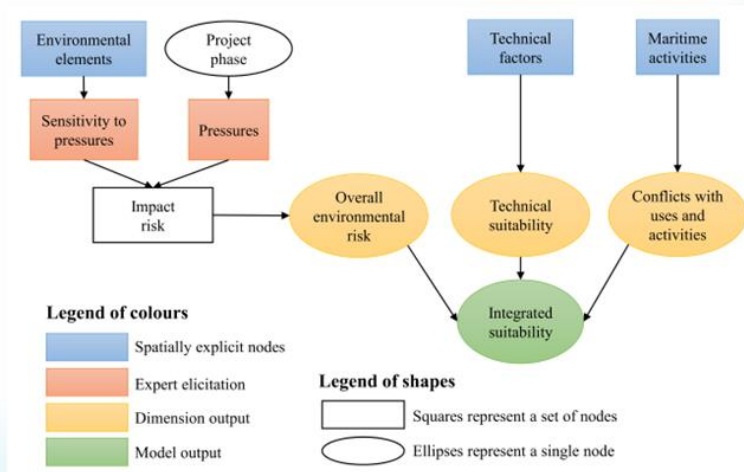 Environmental
elements
Project
phase
Technical
factors
Maritime
activities
Sensitivity to
pressures
Pressures
Impact
risk
Overall
environmental
risk
Technical
suitability
Conflicts with
uses and
activities
Integrated
suitability
Legend of colours
Spatially explicit nodes
Expert elicitation
Dimension output
Model output
Legend of shapes
Squares represent a set of nodes
Ellipses represent a single node